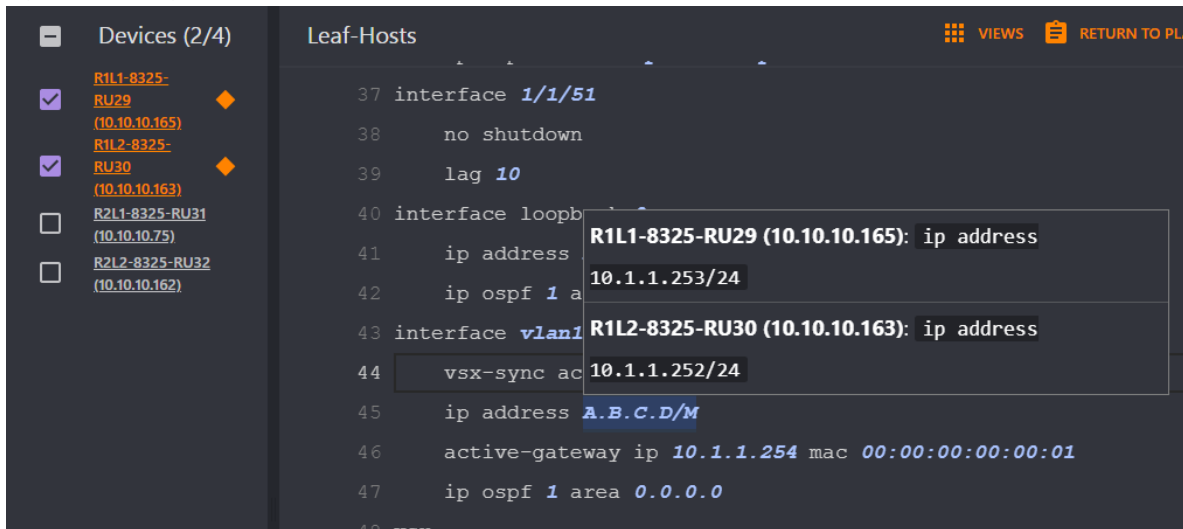 Devices (2/4)
R1L1-8325-
RU29
(10.10.10.165)
R1L2-8325-
RU30
(10.10.10.163)
R2L1-8325-RU31
(10.10.10.75)
R2L2-8325-RU32
(10.10.10.162)
Leaf-Hosts
VIEWS
RETURN TO
37 interface 1/1/51
38 no shutdown
39 lag 10
40 interface
41 ip address
42 ip ospf 1
43 interface vlan1
44 vsx-sync
45 ip address A.B.C.D/M
46 active-gateway ip 10.1.1.254 mac 00:00:00:00:00:01
47 ip ospf 1 area 0.0.0.0
R1L1-8325-RU29 (10.10.10.165): ip address
10.1.1.253/24
R1L2-8325-RU30 (10.10.10.163): ip address
10.1.1.252/24